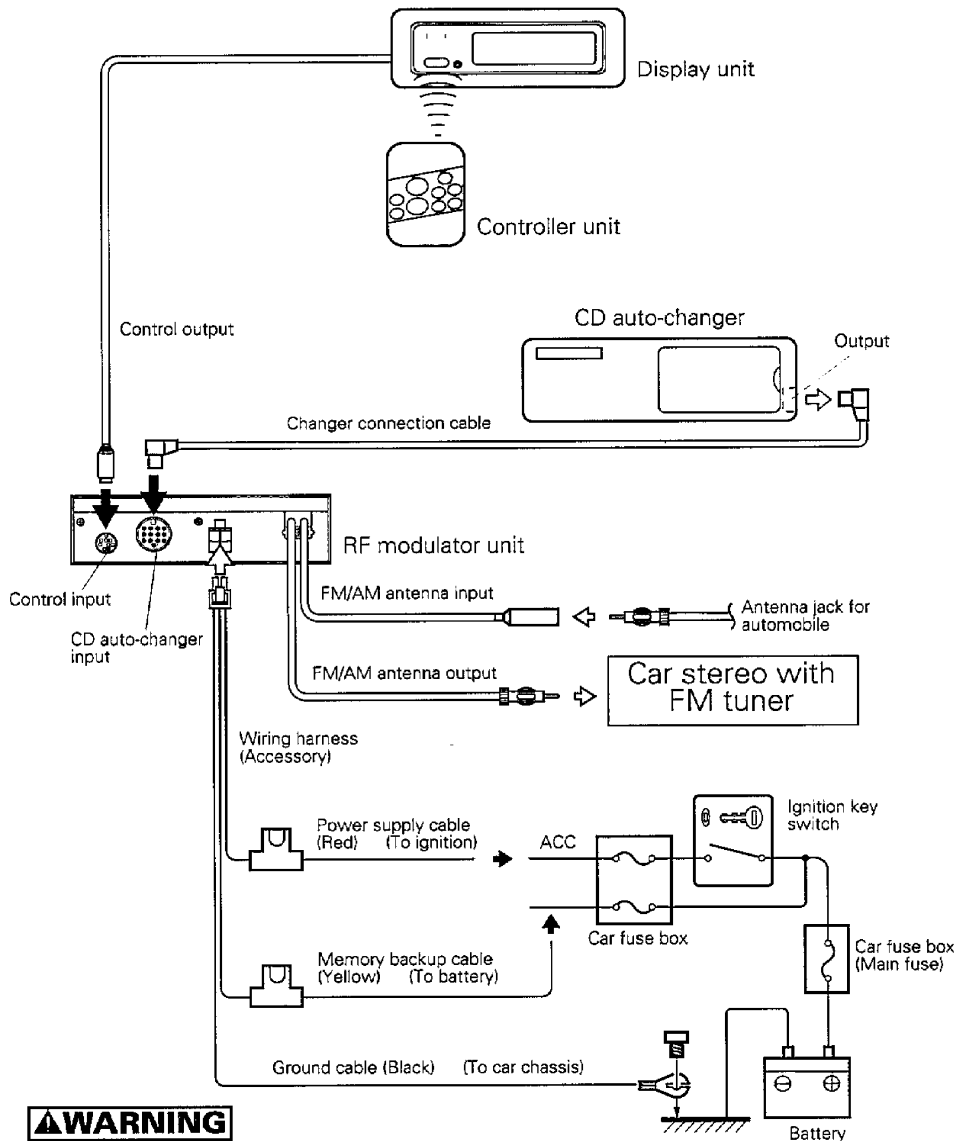 Display unit
Controller unit
Control output
CD auto-changer
Output
Changer connection cable
RF modulator unit
Control input
CD auto-changer
input
FM/AM antenna input
Antenna jack for
automobile
FM/AM antenna output
Car stereo with
FM tuner
Wiring harness
(Accessory)
Ignition key
switch
Power supply cable
(Red) (To ignition)
ACC
Car fuse box
Car fuse box
(Main fuse)
Memory backup cable
(Yellow) (To battery)
Ground cable (Black) (To car chassis)
Battery
WARNING